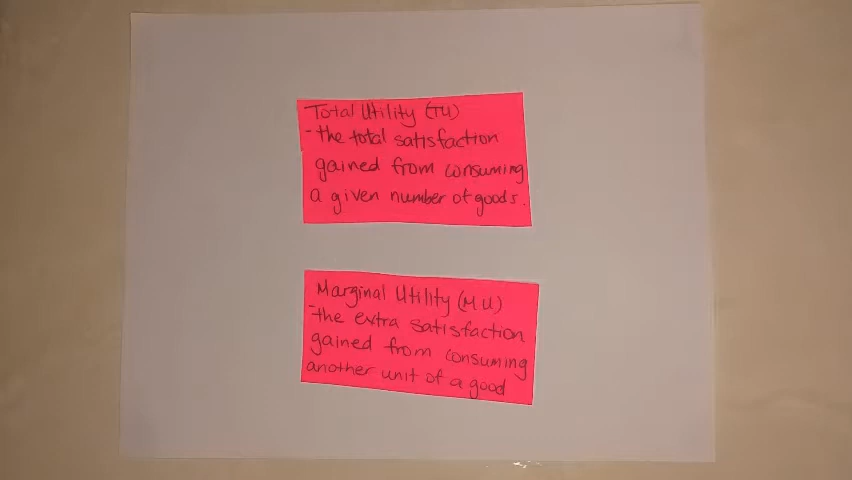 Total Utility (TU)
- the total satisfaction
gained from consuming
a given number of goods.
Marginal Utility (MU)
- the extra satisfaction
gained from consuming
another unit of a good